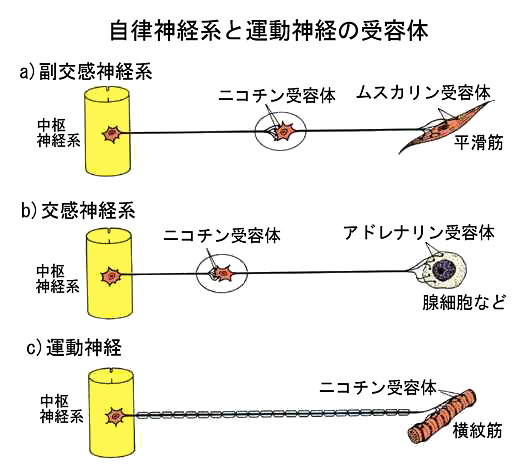 自律神経系と運動神経の受容体
a)副交感神経系
ニコチン受容体
ムスカリン受容体
中枢
神経系
平滑筋
b)交感神経系
ニコチン受容体
アドレナリン受容体
中枢
神経系
腺細胞など
c)運動神経
ニコチン受容体
中枢
神経系
横紋筋